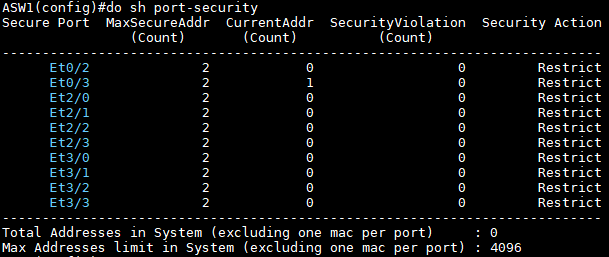 ASW1(config)#do sh port-security
Secure Port  MaxSecureAddr  CurrentAddr  SecurityViolation  Security Action
                (Count)       (Count)          (Count)
---------------------------------------------------------------------------
      Et0/2              2            0                  0         Restrict
      Et0/3              2            1                  0         Restrict
      Et2/0              2            0                  0         Restrict
      Et2/1              2            0                  0         Restrict
      Et2/2              2            0                  0         Restrict
      Et2/3              2            0                  0         Restrict
      Et3/0              2            0                  0         Restrict
      Et3/1              2            0                  0         Restrict
      Et3/2              2            0                  0         Restrict
      Et3/3              2            0                  0         Restrict
---------------------------------------------------------------------------
Total Addresses in System (excluding one mac per port)     : 0
Max Addresses limit in System (excluding one mac per port) : 4096